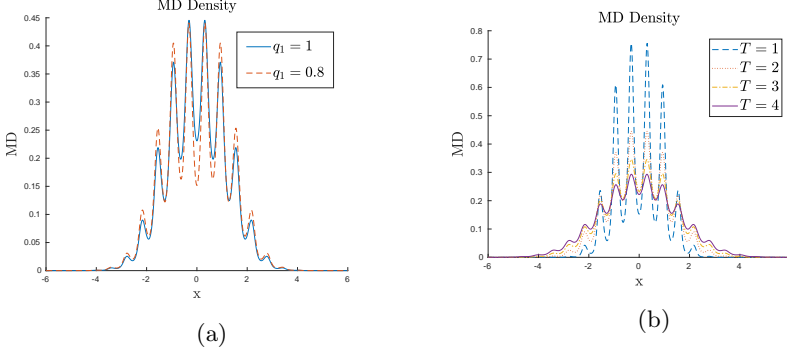 MD Density
0.45
0.4
0.35
0.3
0.25
0.2
0.15
0.1
0.05
0
MD
-6
-4
-2
0
2
4
6
x
q₁ = 1
q₁ = 0.8
(a)
MD Density
0.8
0.7
0.6
0.5
0.4
0.3
0.2
0.1
0
MD
-6
-4
-2
0
2
4
x
T = 1
T = 2
T = 3
T = 4
(b)